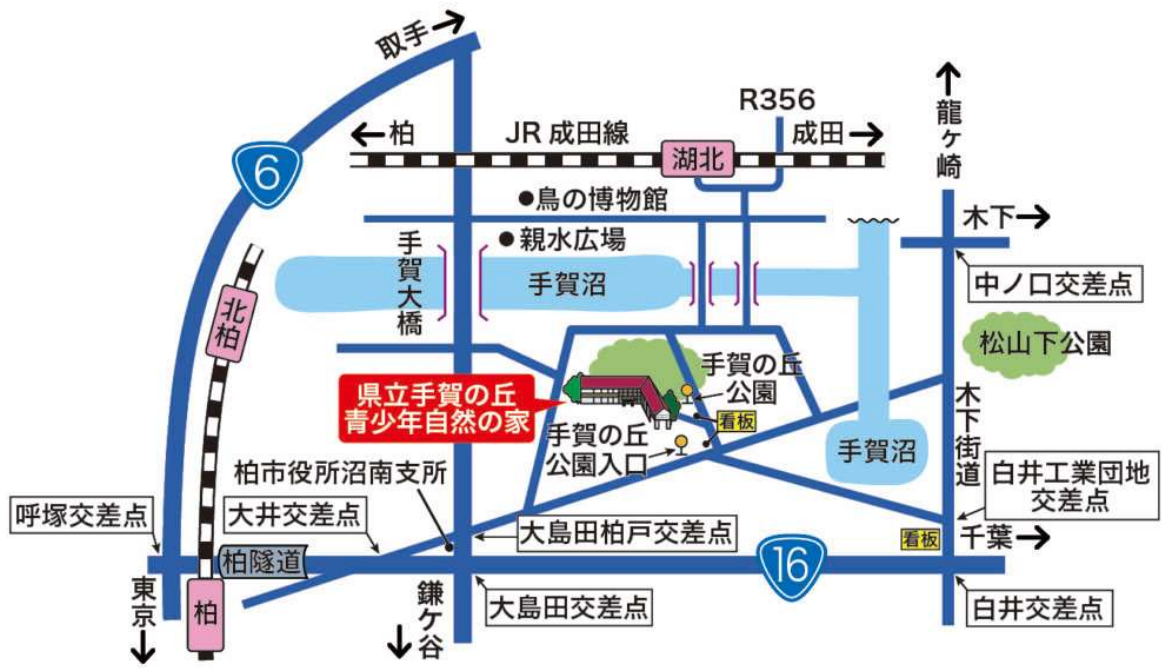 取手
R356
柏
JR 成田線
成田
湖北
龍ヶ崎
6
鳥の博物館
木下
親水広場
手賀大橋
手賀沼
中ノ口交差点
北柏
松山下公園
手賀の丘
公園
県立手賀の丘
青少年自然の家
看板
手賀の丘
公園入口
手賀沼
木下街道
柏市役所沼南支所
白井工業団地
交差点
呼塚交差点
大井交差点
大島田柏戸交差点
看板
千葉
柏隧道
16
東京
柏
鎌ケ谷
大島田交差点
白井交差点